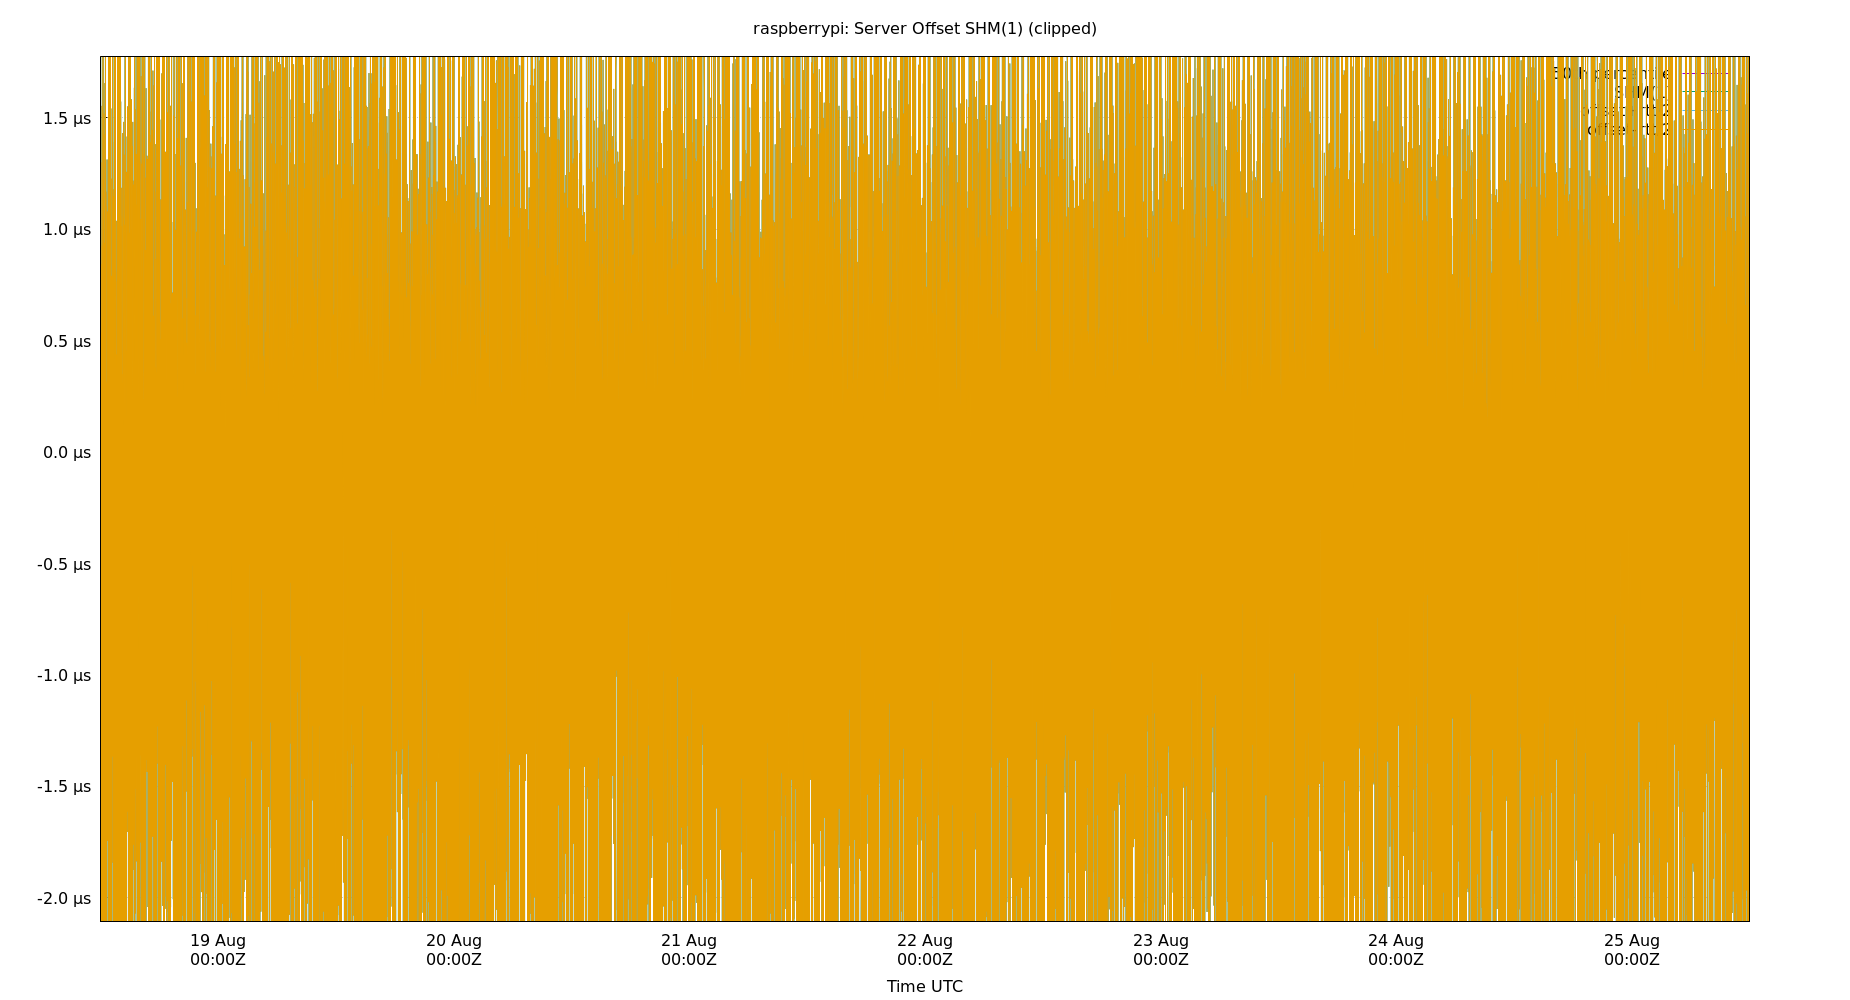 raspberrypi: Server Offset SHM(1) (clipped)
1.5 µs
1.0 µs
0.5 µs
0.0 µs
-0.5 µs
-1.0 µs
-1.5 µs
-2.0 µs
19 Aug
00:00Z
20 Aug
00:00Z
21 Aug
00:00Z
22 Aug
00:00Z
23 Aug
00:00Z
24 Aug
00:00Z
25 Aug
00:00Z
Time UTC